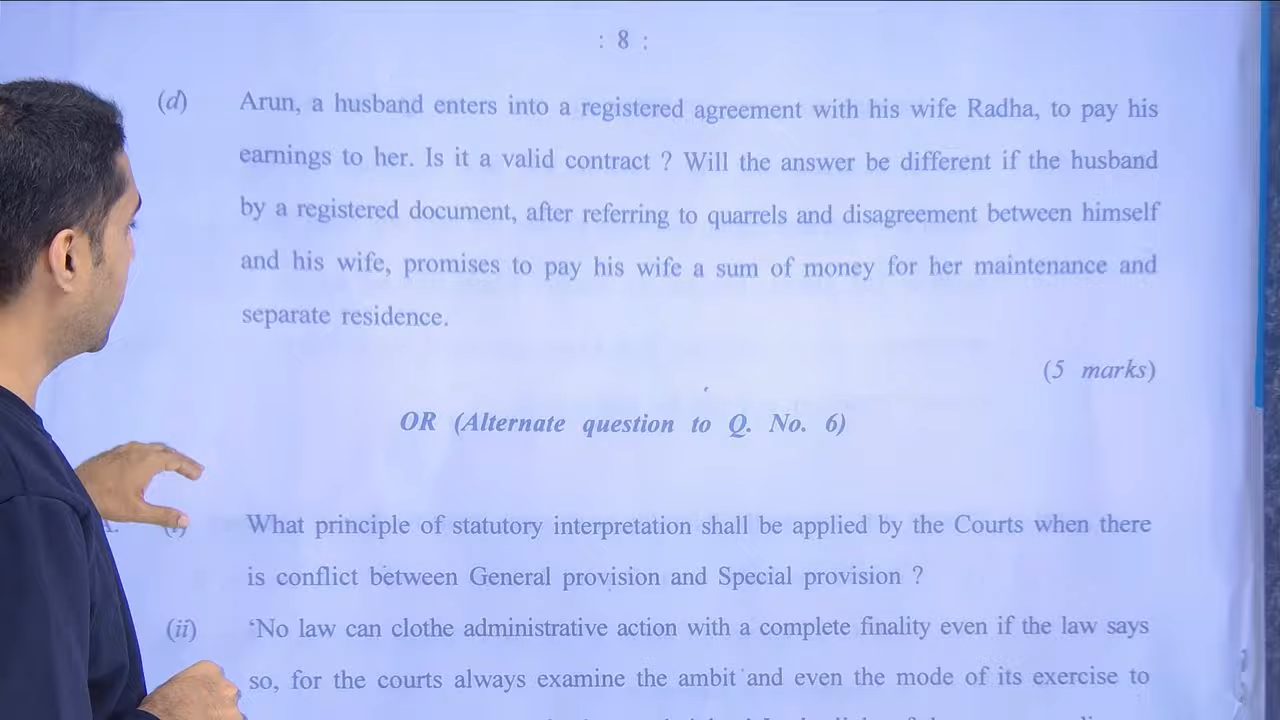 : 8 :
(d) Arun, a husband enters into a registered agreement with his wife Radha, to pay his
earnings to her. Is it a valid contract ? Will the answer be different if the husband
by a registered document, after referring to quarrels and disagreement between himself
and his wife, promises to pay his wife a sum of money for her maintenance and
separate residence.
(5 marks)
OR (Alternate question to Q. No. 6)
What principle of statutory interpretation shall be applied by the Courts when there
is conflict between General provision and Special provision ?
(ii) ‘No law can clothe administrative action with a complete finality even if the law says
so, for the courts always examine the ambit and even the mode of its exercise to